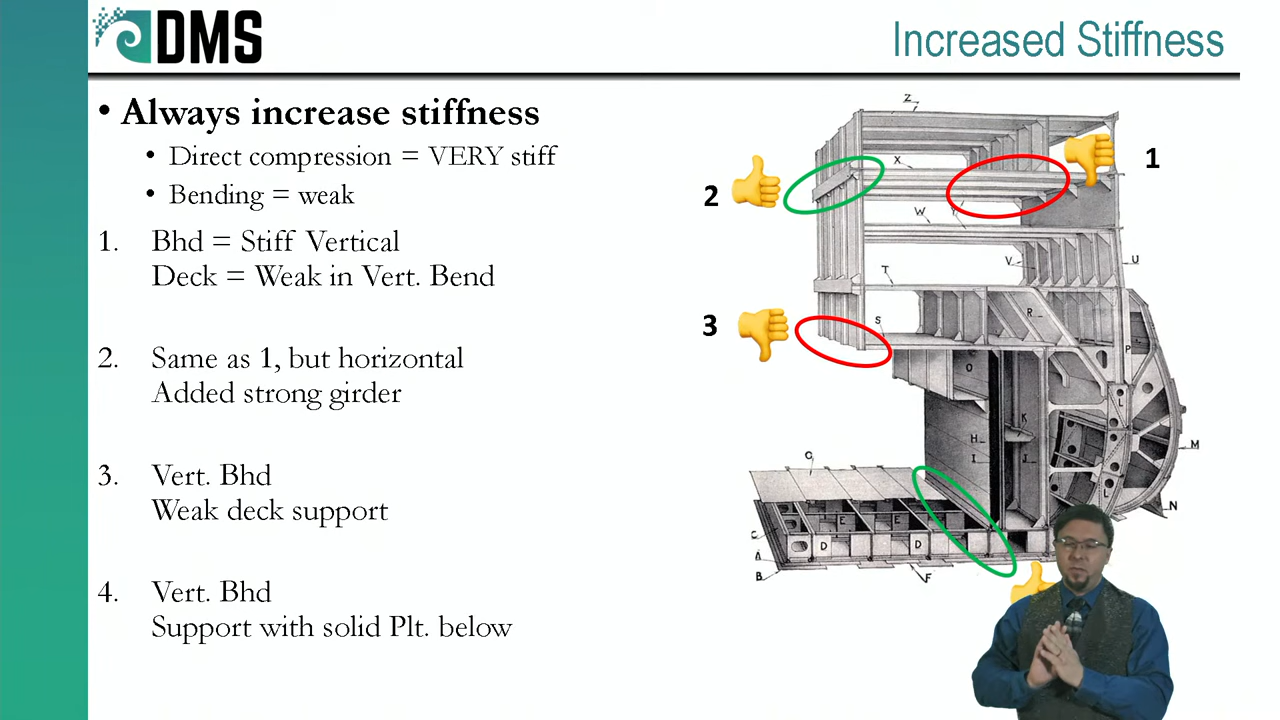 DMS
Increased Stiffness
• Always increase stiffness
• Direct compression = VERY stiff
• Bending = weak
1. Bhd = Stiff Vertical
Deck = Weak in Vert. Bend
2. Same as 1, but horizontal
Added strong girder
3. Vert. Bhd
Weak deck support
4. Vert. Bhd
Support with solid Plt. below
Z
1
X
2
W
Y
V
U
T
3
S
R
P
O
L
K
H
M
I
J
G
L
N
E
E
C
D
D
A
B
F